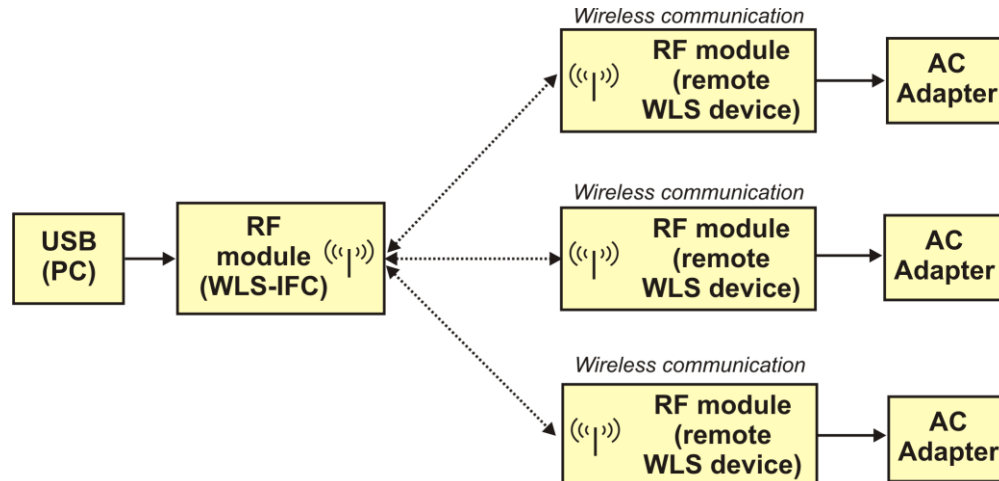 Wireless communication
RF module
(remote
WLS device)
AC
Adapter
USB
(PC)
RF
module
(WLS-IFC)
Wireless communication
RF module
(remote
WLS device)
AC
Adapter
Wireless communication
RF module
(remote
WLS device)
AC
Adapter